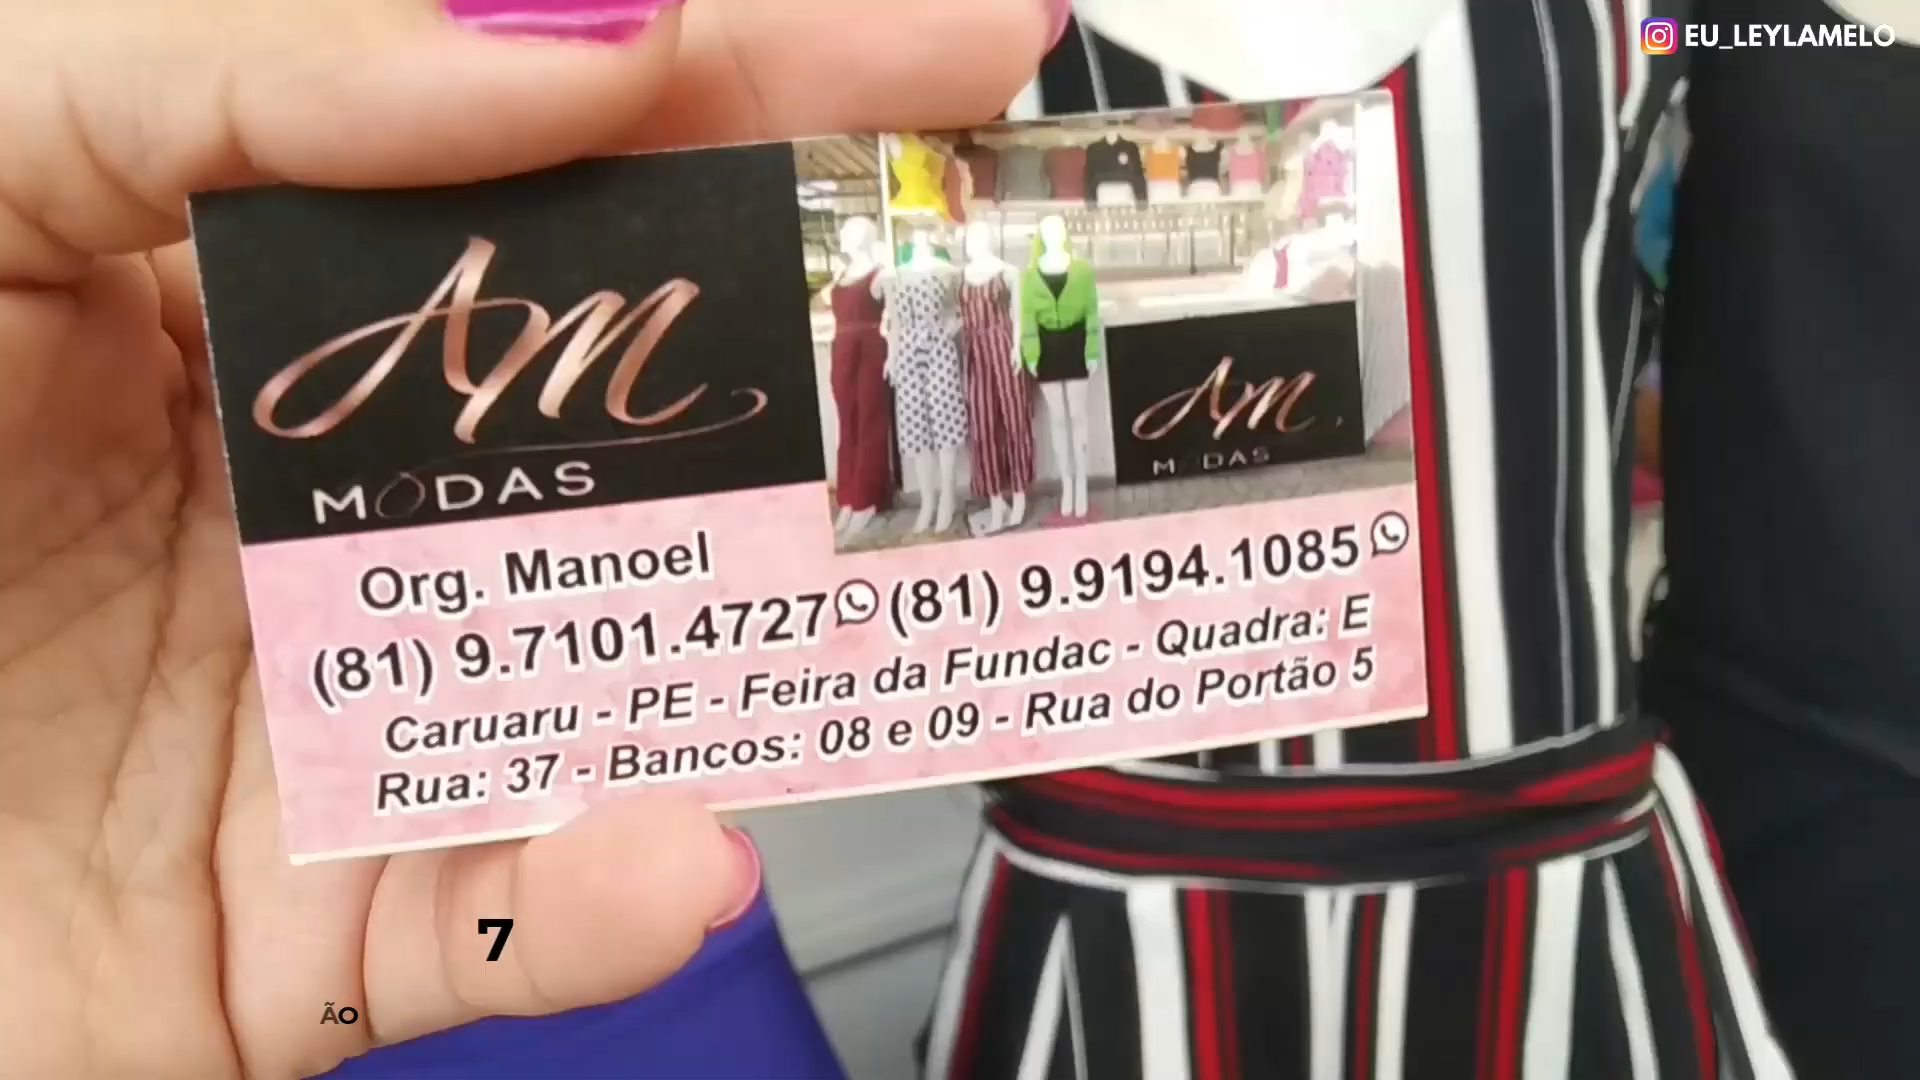 EU_LEYLAMELO
AM
MODAS
AM
MODAS
Org. Manoel
(81) 9.7101.4727 (81) 9.9194.1085
Caruaru - PE - Feira da Fundac - Quadra: E
Rua: 37 - Bancos: 08 e 09 - Rua do Portão 5
7
ÃO